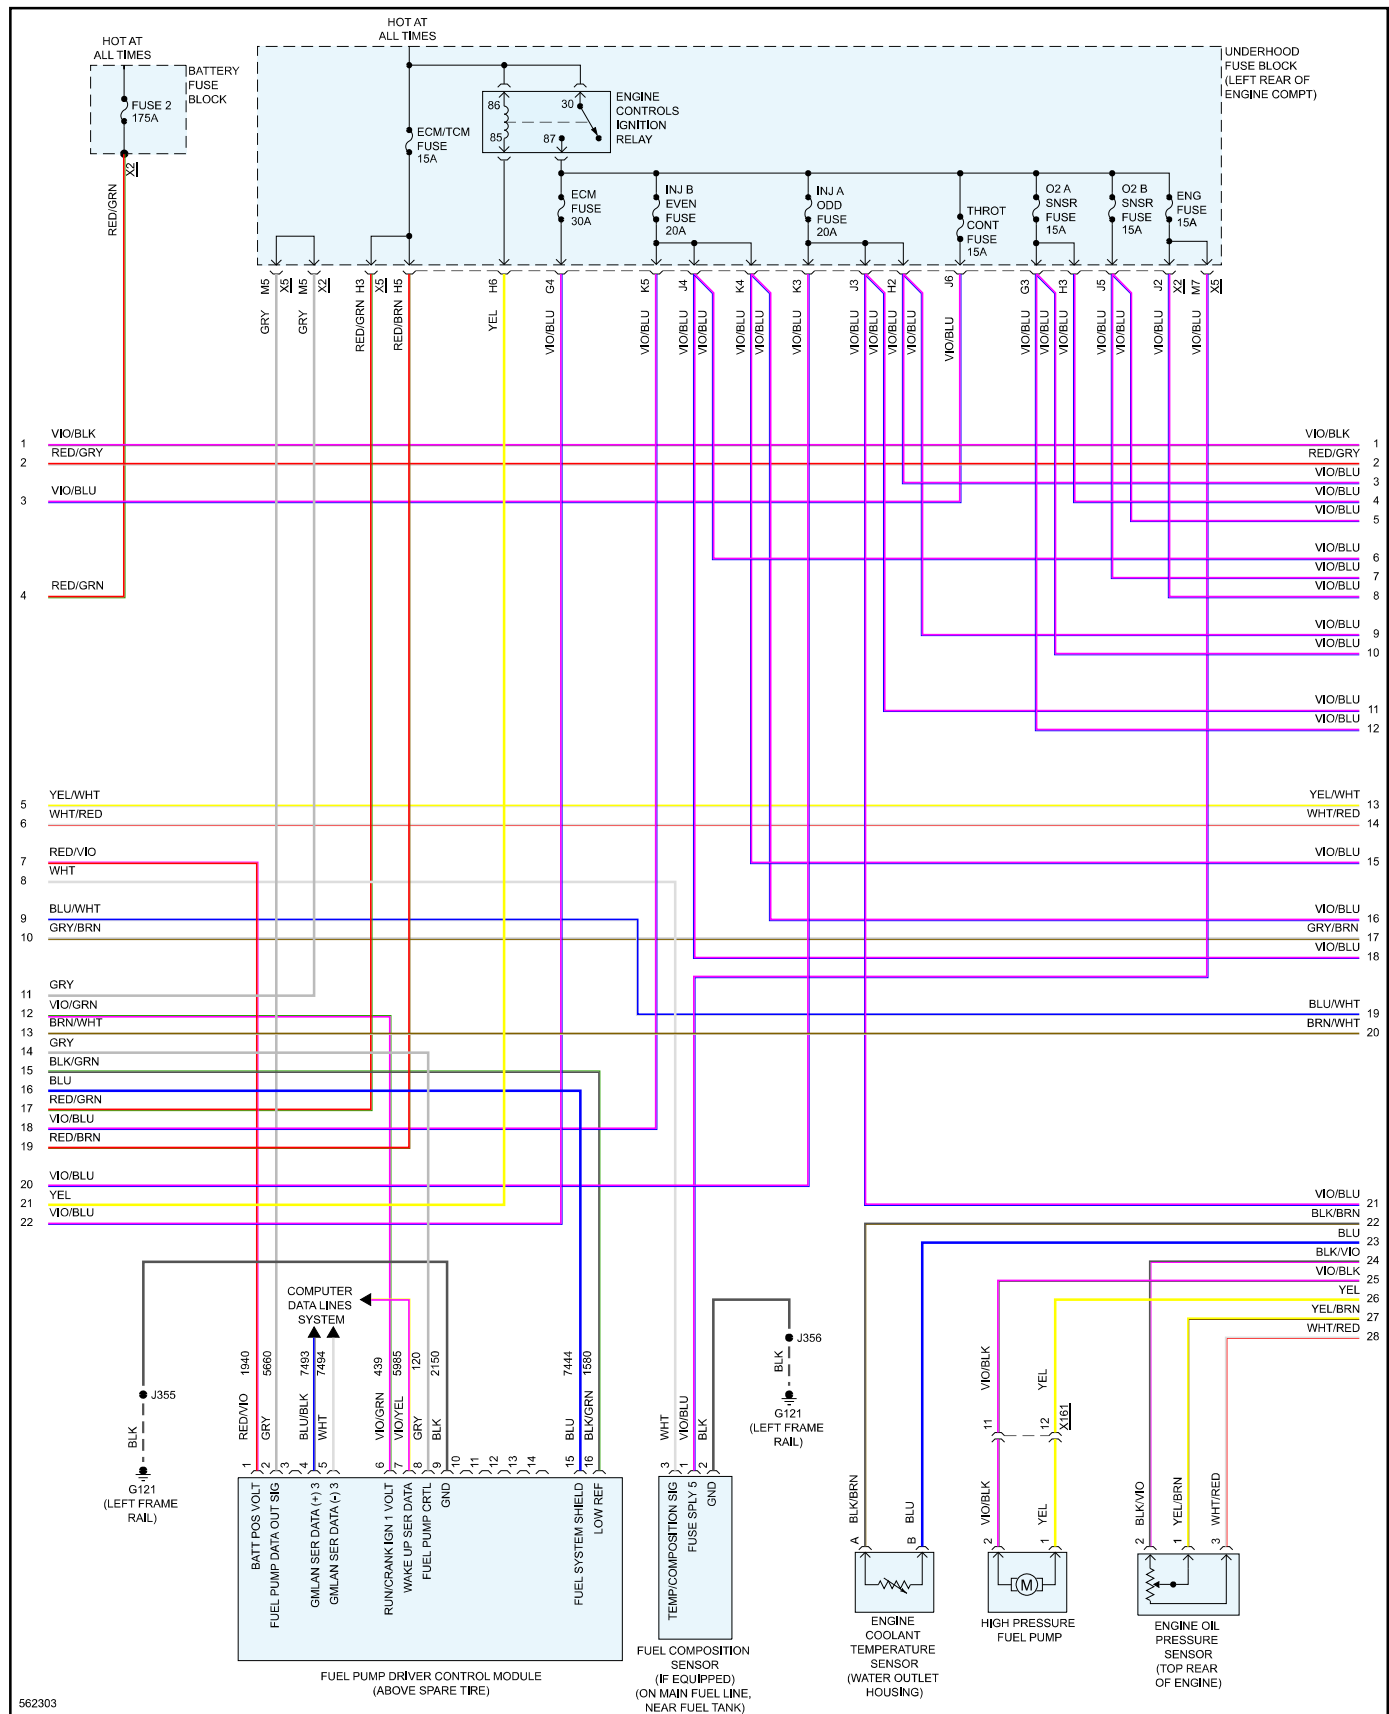 HOT AT
ALL TIMES
BATTERY
FUSE
BLOCK
FUSE 2
175A
X2
RED/GRN
HOT AT
ALL TIMES
UNDERHOOD
FUSE BLOCK
(LEFT REAR OF
ENGINE COMPT)
ECM/TCM
FUSE
15A
86
85
30
87
ENGINE
CONTROLS
IGNITION
RELAY
ECM
FUSE
30A
INJ B
EVEN
FUSE
20A
INJ A
ODD
FUSE
20A
THROT
CONT
FUSE
15A
O2 A
SNSR
FUSE
15A
O2 B
SNSR
FUSE
15A
ENG
FUSE
15A
M5 X5 M5 X2 H3 X5 H5 H6 G4 K5 J4 K4 K3 J3 H2 J6 G3 H3 J5 J2 X2 M7 X5
GRY GRY RED/GRN RED/BRN YEL VIO/BLU VIO/BLU VIO/BLU VIO/BLU VIO/BLU VIO/BLU VIO/BLU VIO/BLU VIO/BLU VIO/BLU VIO/BLU VIO/BLU VIO/BLU VIO/BLU VIO/BLU VIO/BLU VIO/BLU VIO/BLU VIO/BLU
1 VIO/BLK
2 RED/GRY
3 VIO/BLU
4 RED/GRN
5 YEL/WHT
6 WHT/RED
7 RED/VIO
8 WHT
9 BLU/WHT
10 GRY/BRN
11 GRY
12 VIO/GRN
13 BRN/WHT
14 GRY
15 BLK/GRN
16 BLU
17 RED/GRN
18 VIO/BLU
19 RED/BRN
20 VIO/BLU
21 YEL
22 VIO/BLU
VIO/BLK 1
RED/GRY 2
VIO/BLU 3
VIO/BLU 4
VIO/BLU 5
VIO/BLU 6
VIO/BLU 7
VIO/BLU 8
VIO/BLU 9
VIO/BLU 10
VIO/BLU 11
VIO/BLU 12
YEL/WHT 13
WHT/RED 14
VIO/BLU 15
VIO/BLU 16
GRY/BRN 17
VIO/BLU 18
BLU/WHT 19
BRN/WHT 20
VIO/BLU 21
BLK/BRN 22
BLU 23
BLK/VIO 24
VIO/BLK 25
YEL 26
YEL/BRN 27
WHT/RED 28
COMPUTER
DATA LINES
SYSTEM
J355
BLK
G121
(LEFT FRAME
RAIL)
1940 5660 7493 7494 439 5985 120 2150 7444 1580
RED/VIO GRY BLU/BLK WHT VIO/GRN VIO/YEL GRY BLK BLU BLK/GRN
1 2 3 4 5 6 7 8 9 10 11 12 13 14 15 16
BATT POS VOLT
FUEL PUMP DATA OUT SIG
GMLAN SER DATA (+) 3
GMLAN SER DATA (-) 3
RUN/CRANK IGN 1 VOLT
WAKE UP SER DATA
FUEL PUMP CRTL
GND
FUEL SYSTEM SHIELD
LOW REF
FUEL PUMP DRIVER CONTROL MODULE
(ABOVE SPARE TIRE)
J356
BLK
G121
(LEFT FRAME
RAIL)
WHT VIO/BLU BLK
3 1 2
TEMP/COMPOSITION SIG
FUSE SPLY 5
GND
FUEL COMPOSITION
SENSOR
(IF EQUIPPED)
(ON MAIN FUEL LINE,
NEAR FUEL TANK)
BLK/BRN BLU
A B
ENGINE
COOLANT
TEMPERATURE
SENSOR
(WATER OUTLET
HOUSING)
VIO/BLK YEL
11 12 X161
VIO/BLK YEL
2 1
M
HIGH PRESSURE
FUEL PUMP
BLK/VIO YEL/BRN WHT/RED
2 1 3
ENGINE OIL
PRESSURE
SENSOR
(TOP REAR
OF ENGINE)
562303